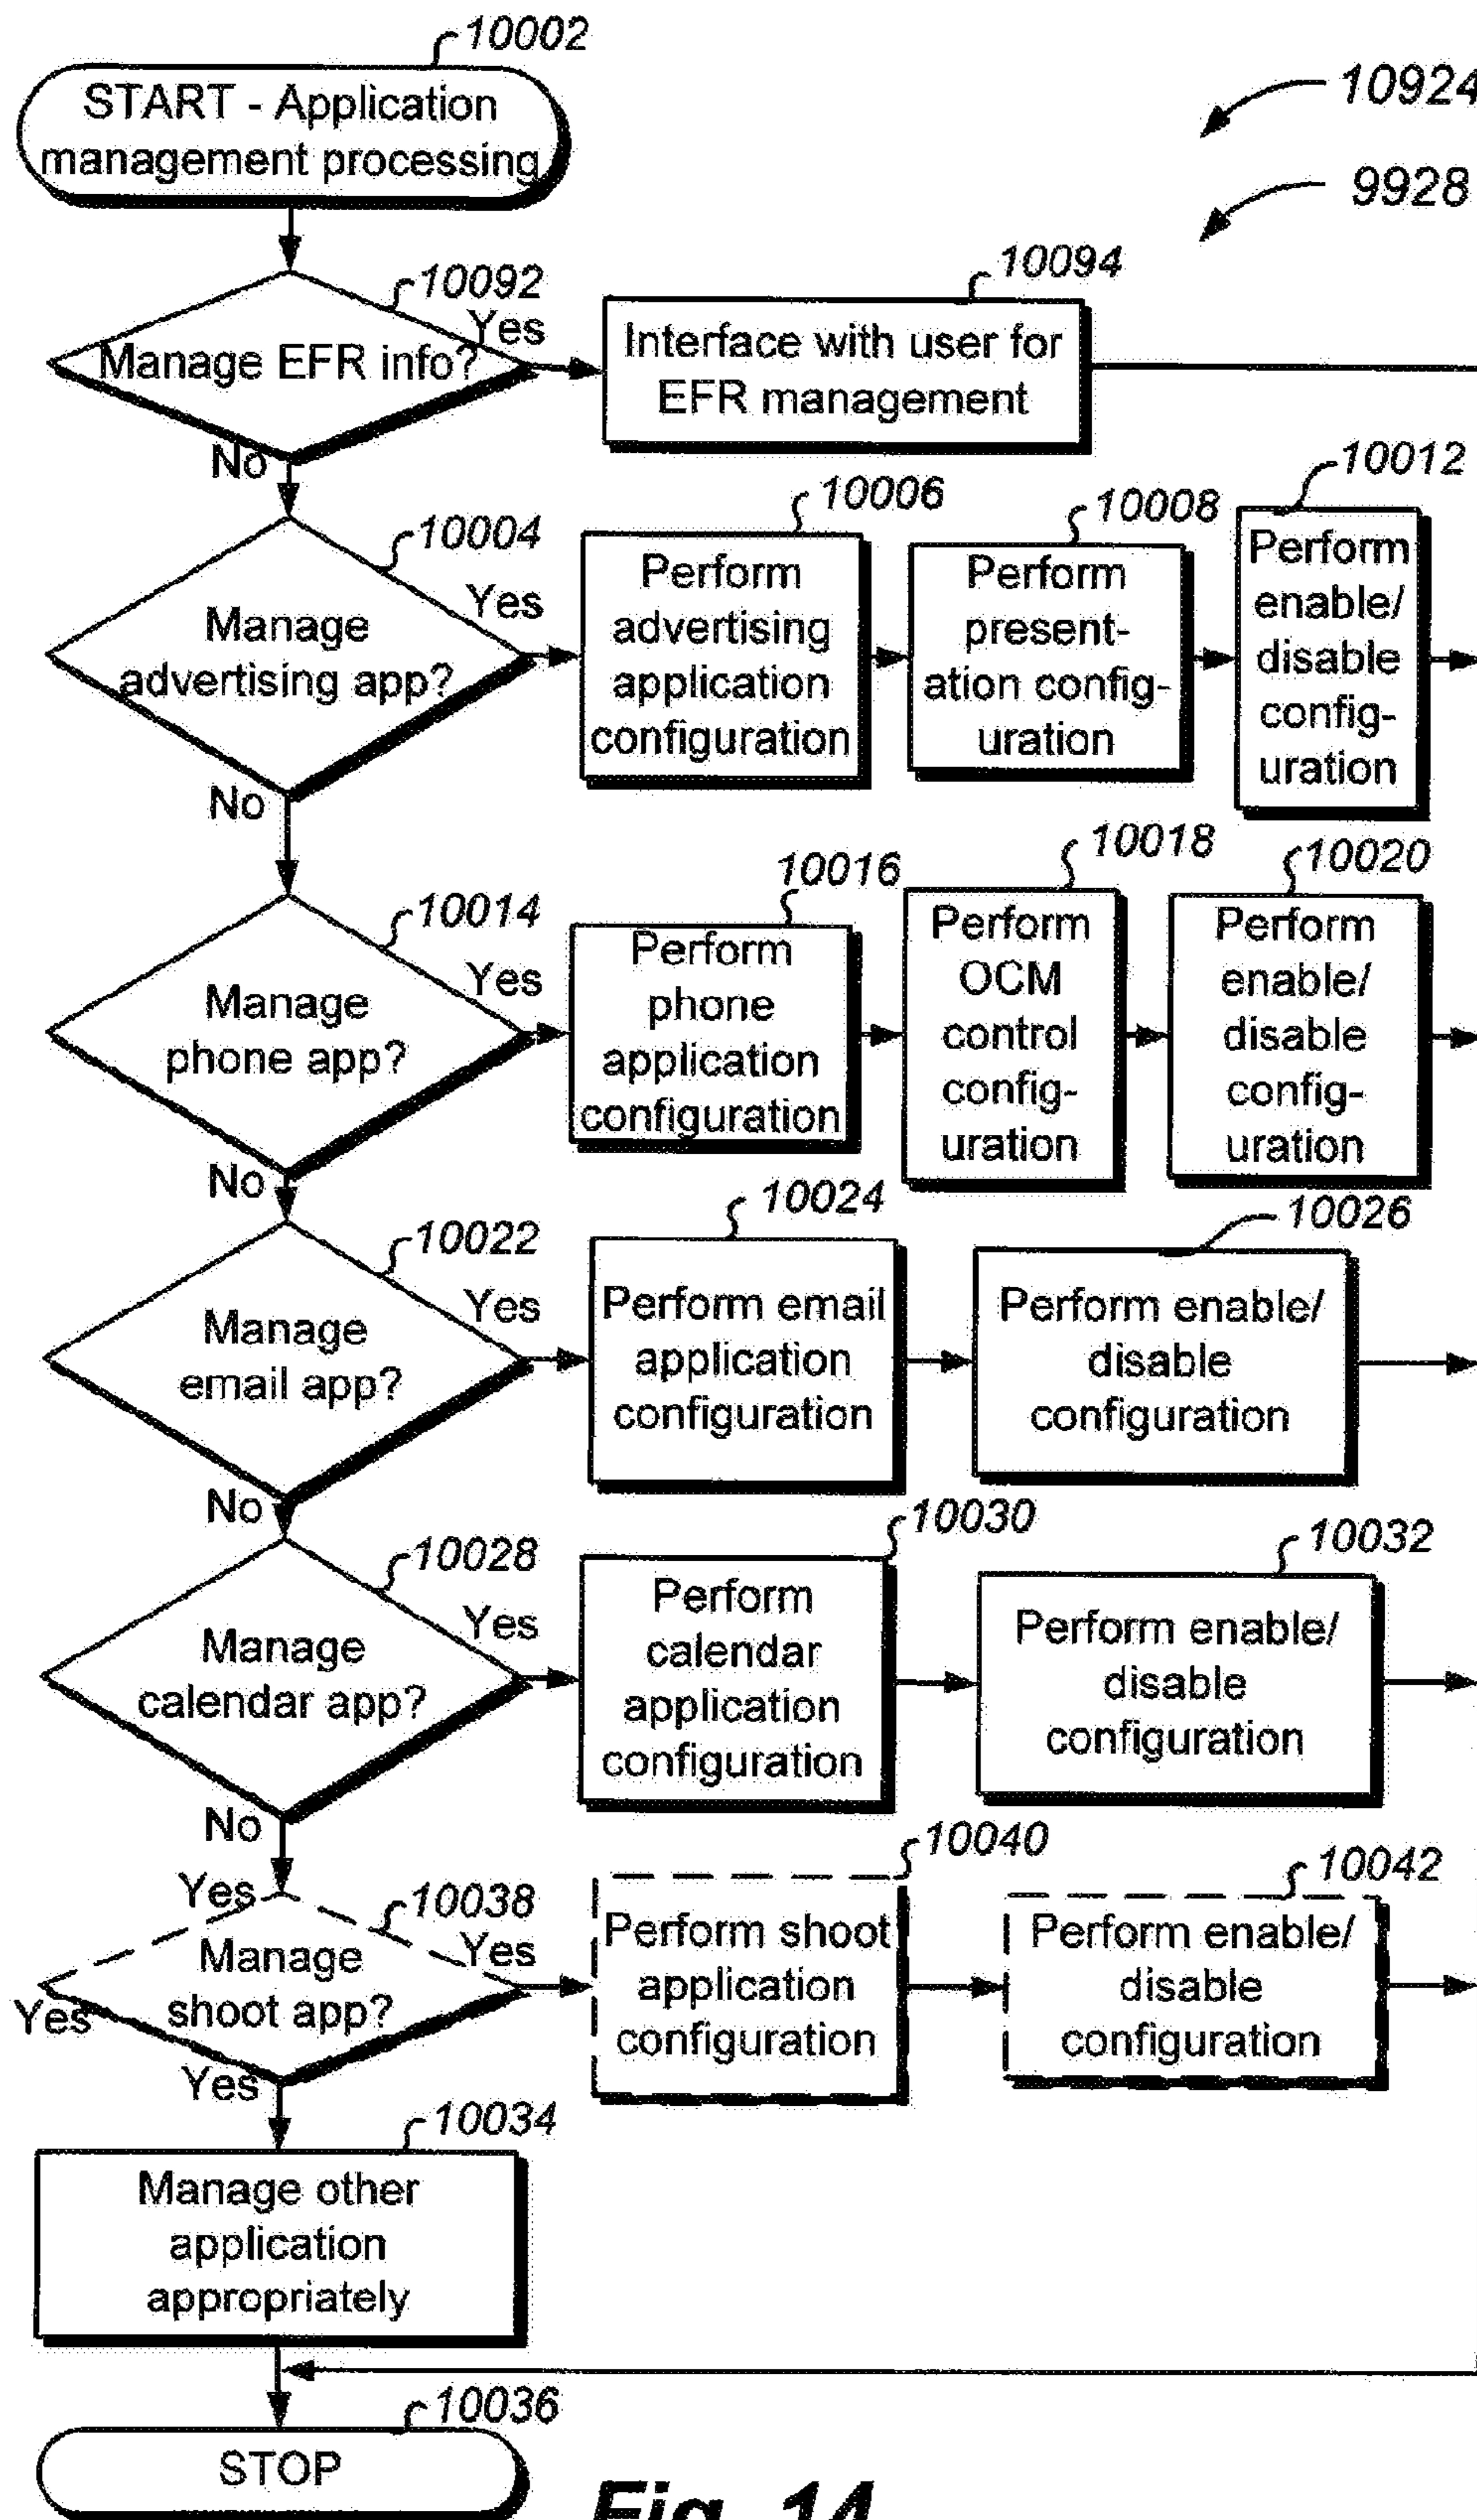 10002
START - Application
management processing
10924
9928
10092
Manage EFR info?
Yes
No
10094
Interface with user for
EFR management
10004
Manage
advertising app?
Yes
No
10006
Perform
advertising
application
configuration
10008
Perform
present-
ation config-
uration
10012
Perform
enable/
disable
config-
uration
10014
Manage
phone app?
Yes
No
10016
Perform
phone
application
configuration
10018
Perform
OCM
control
config-
uration
10020
Perform
enable/
disable
config-
uration
10022
Manage
email app?
Yes
No
10024
Perform email
application
configuration
10026
Perform enable/
disable
configuration
10028
Manage
calendar app?
Yes
No
10030
Perform
calendar
application
configuration
10032
Perform enable/
disable
configuration
Yes
10038
Manage
shoot app?
Yes
Yes
Yes
10040
Perform shoot
application
configuration
10042
Perform enable/
disable
configuration
10034
Manage other
application
appropriately
10036
STOP
Fig. 14